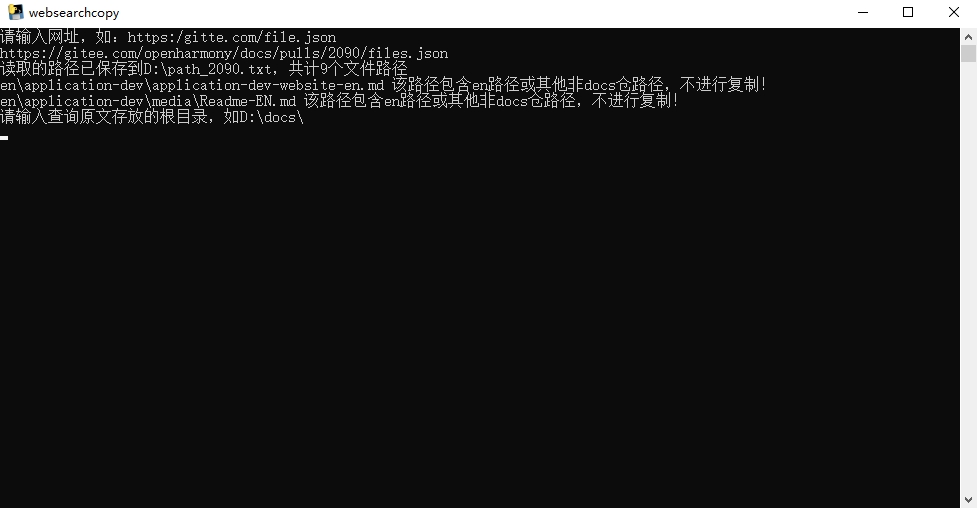 websearchcopy
请输入网址，如：https:/gitte.com/file.json
https://gitee.com/openharmony/docs/pulls/2090/files.json
读取的路径已保存到D:\path_2090.txt，共计9个文件路径
en\application-dev\application-dev-website-en.md 该路径包含en路径或其他非docs仓路径，不进行复制！
en\application-dev\media\Readme-EN.md 该路径包含en路径或其他非docs仓路径，不进行复制！
请输入查询原文存放的根目录，如D:\docs\